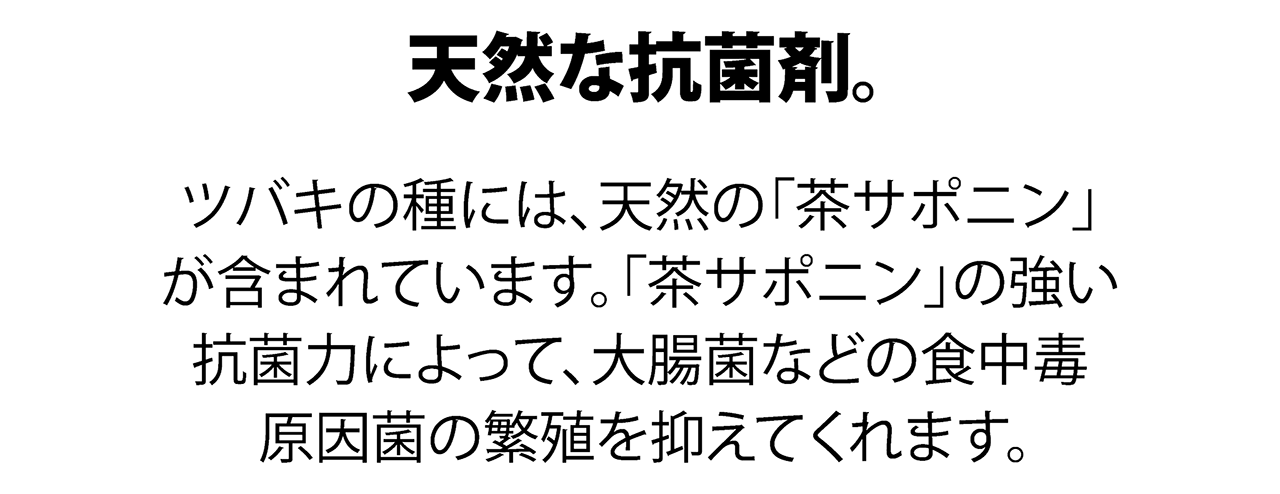 天然な抗菌剤。
ツバキの種には、天然の「茶サポニン」
が含まれています。「茶サポニン」の強い
抗菌力によって、大腸菌などの食中毒
原因菌の繁殖を抑えてくれます。